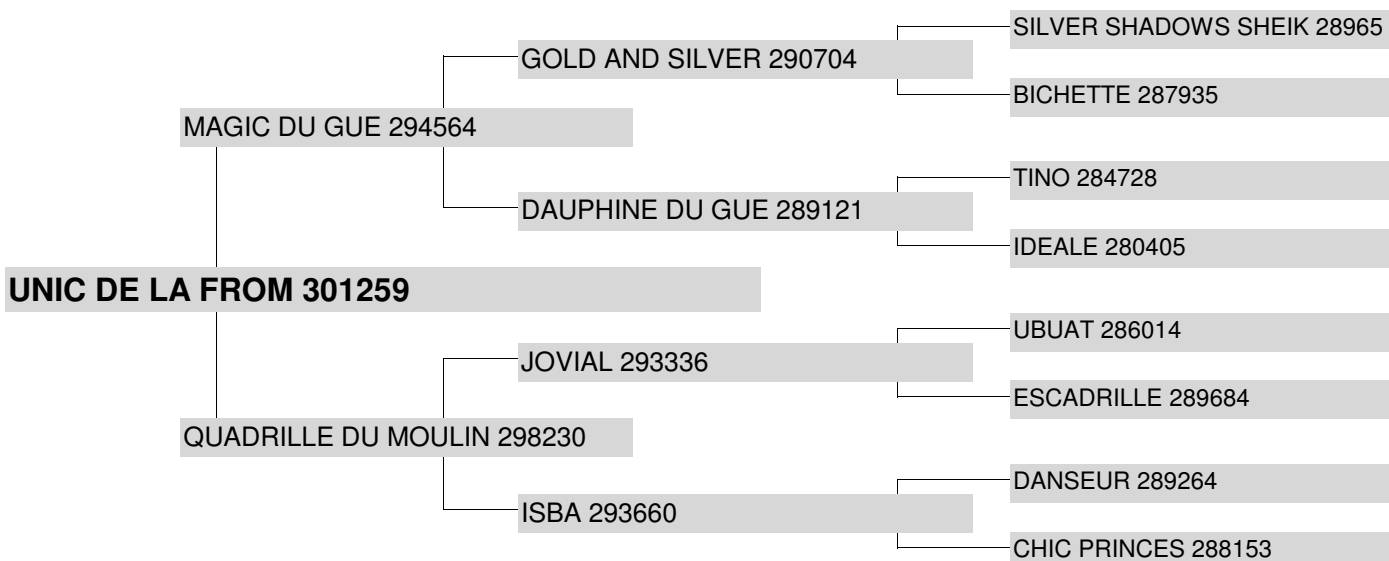 SILVER SHADOWS SHEIK 28965
GOLD AND SILVER 290704
BICHETTE 287935
MAGIC DU GUE 294564
TINO 284728
DAUPHINE DU GUE 289121
IDEALE 280405
UNIC DE LA FROM 301259
UBUAT 286014
JOVIAL 293336
ESCADRILLE 289684
QUADRILLE DU MOULIN 298230
DANSEUR 289264
ISBA 293660
CHIC PRINCES 288153